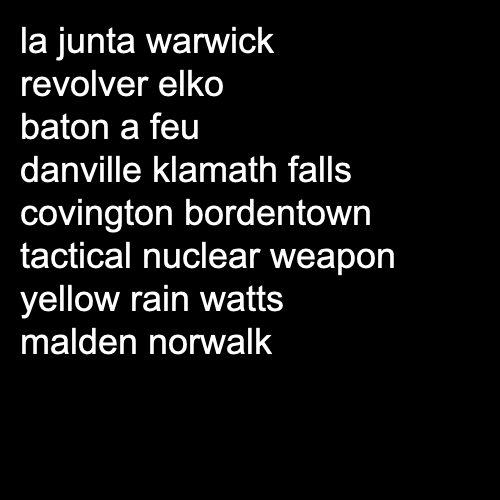 la junta warwick
revolver elko
baton a feu
danville klamath falls
covington bordentown
tactical nuclear weapon
yellow rain watts
malden norwalk